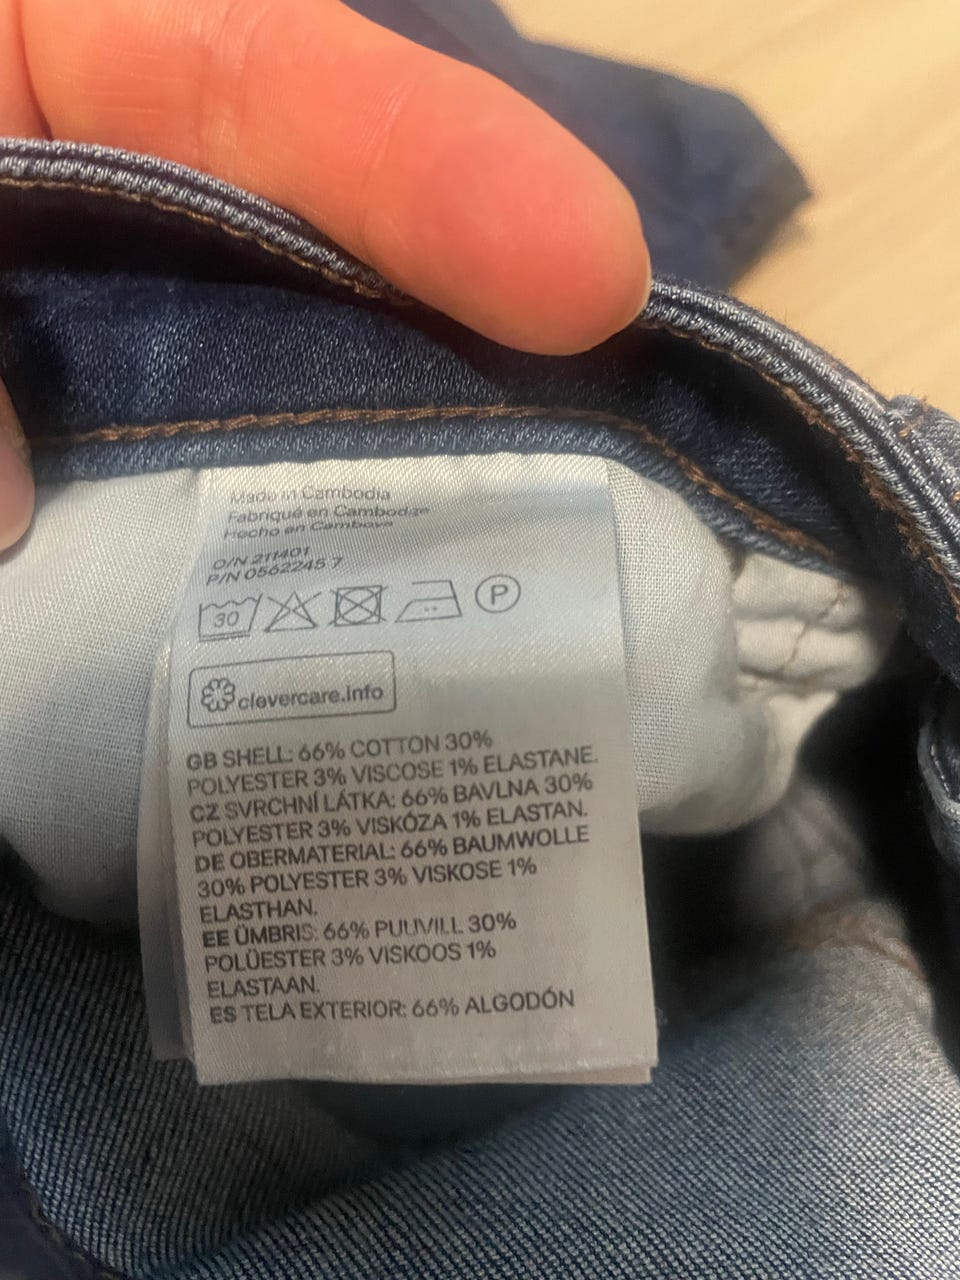 Made in Cambodia
Fabriqué en Cambodge
Hecho en Camboya
O/N 211401
P/N 0562245 7
30 P
clevercare.info
GB SHELL: 66% COTTON 30%
POLYESTER 3% VISCOSE 1% ELASTANE.
CZ SVRCHNÍ LÁTKA: 66% BAVLNA 30%
POLYESTER 3% VISKÓZA 1% ELASTAN.
DE OBERMATERIAL: 66% BAUMWOLLE
30% POLYESTER 3% VISKOSE 1%
ELASTHAN.
EE ÜMBRIS: 66% PUUVILL 30%
POLÜESTER 3% VISKOOS 1%
ELASTAAN.
ES TELA EXTERIOR: 66% ALGODÓN